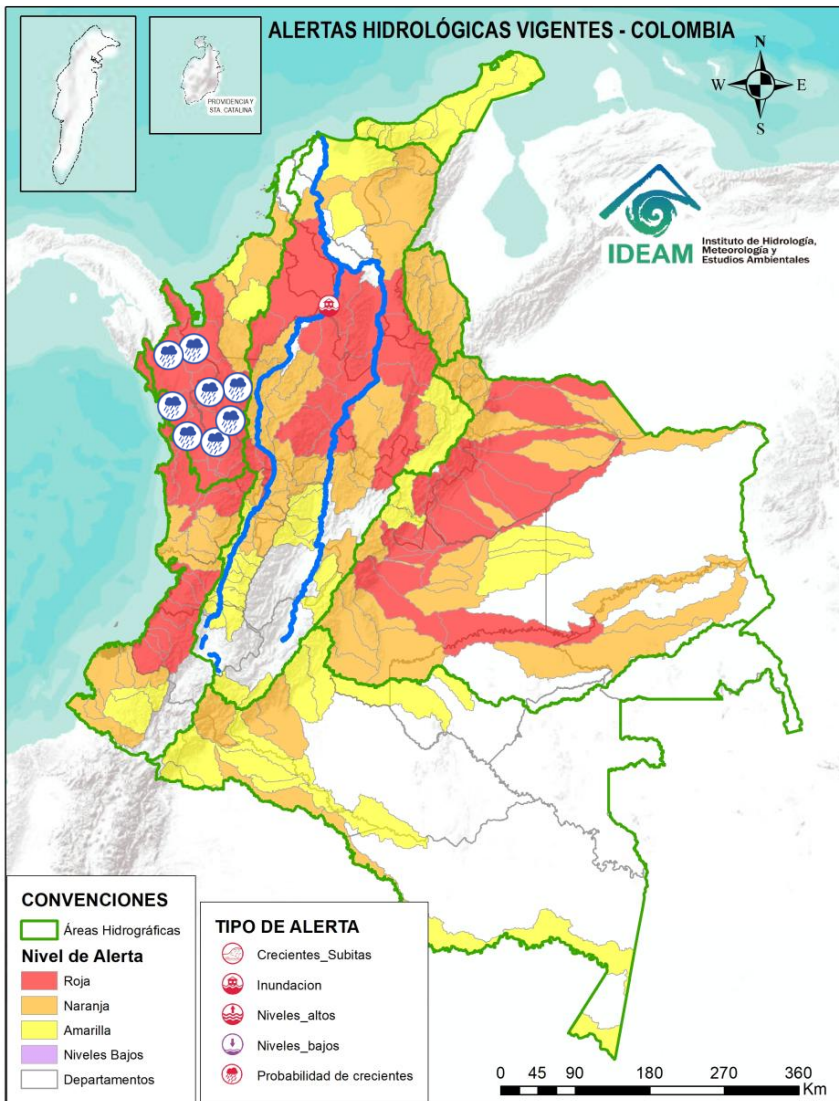 ALERTAS HIDROLÓGICAS VIGENTES - COLOMBIA
PROVIDENCIA Y
STA. CATALINA
N
W
E
S
IDEAM
Instituto de Hidrología,
Meteorología y
Estudios Ambientales
CONVENCIONES
Áreas Hidrográficas
Nivel de Alerta
Roja
Naranja
Amarilla
Niveles Bajos
Departamentos
TIPO DE ALERTA
Crecientes_Subitas
Inundacion
Niveles_altos
Niveles_bajos
Probabilidad de crecientes
0 45 90 180 270 360
Km